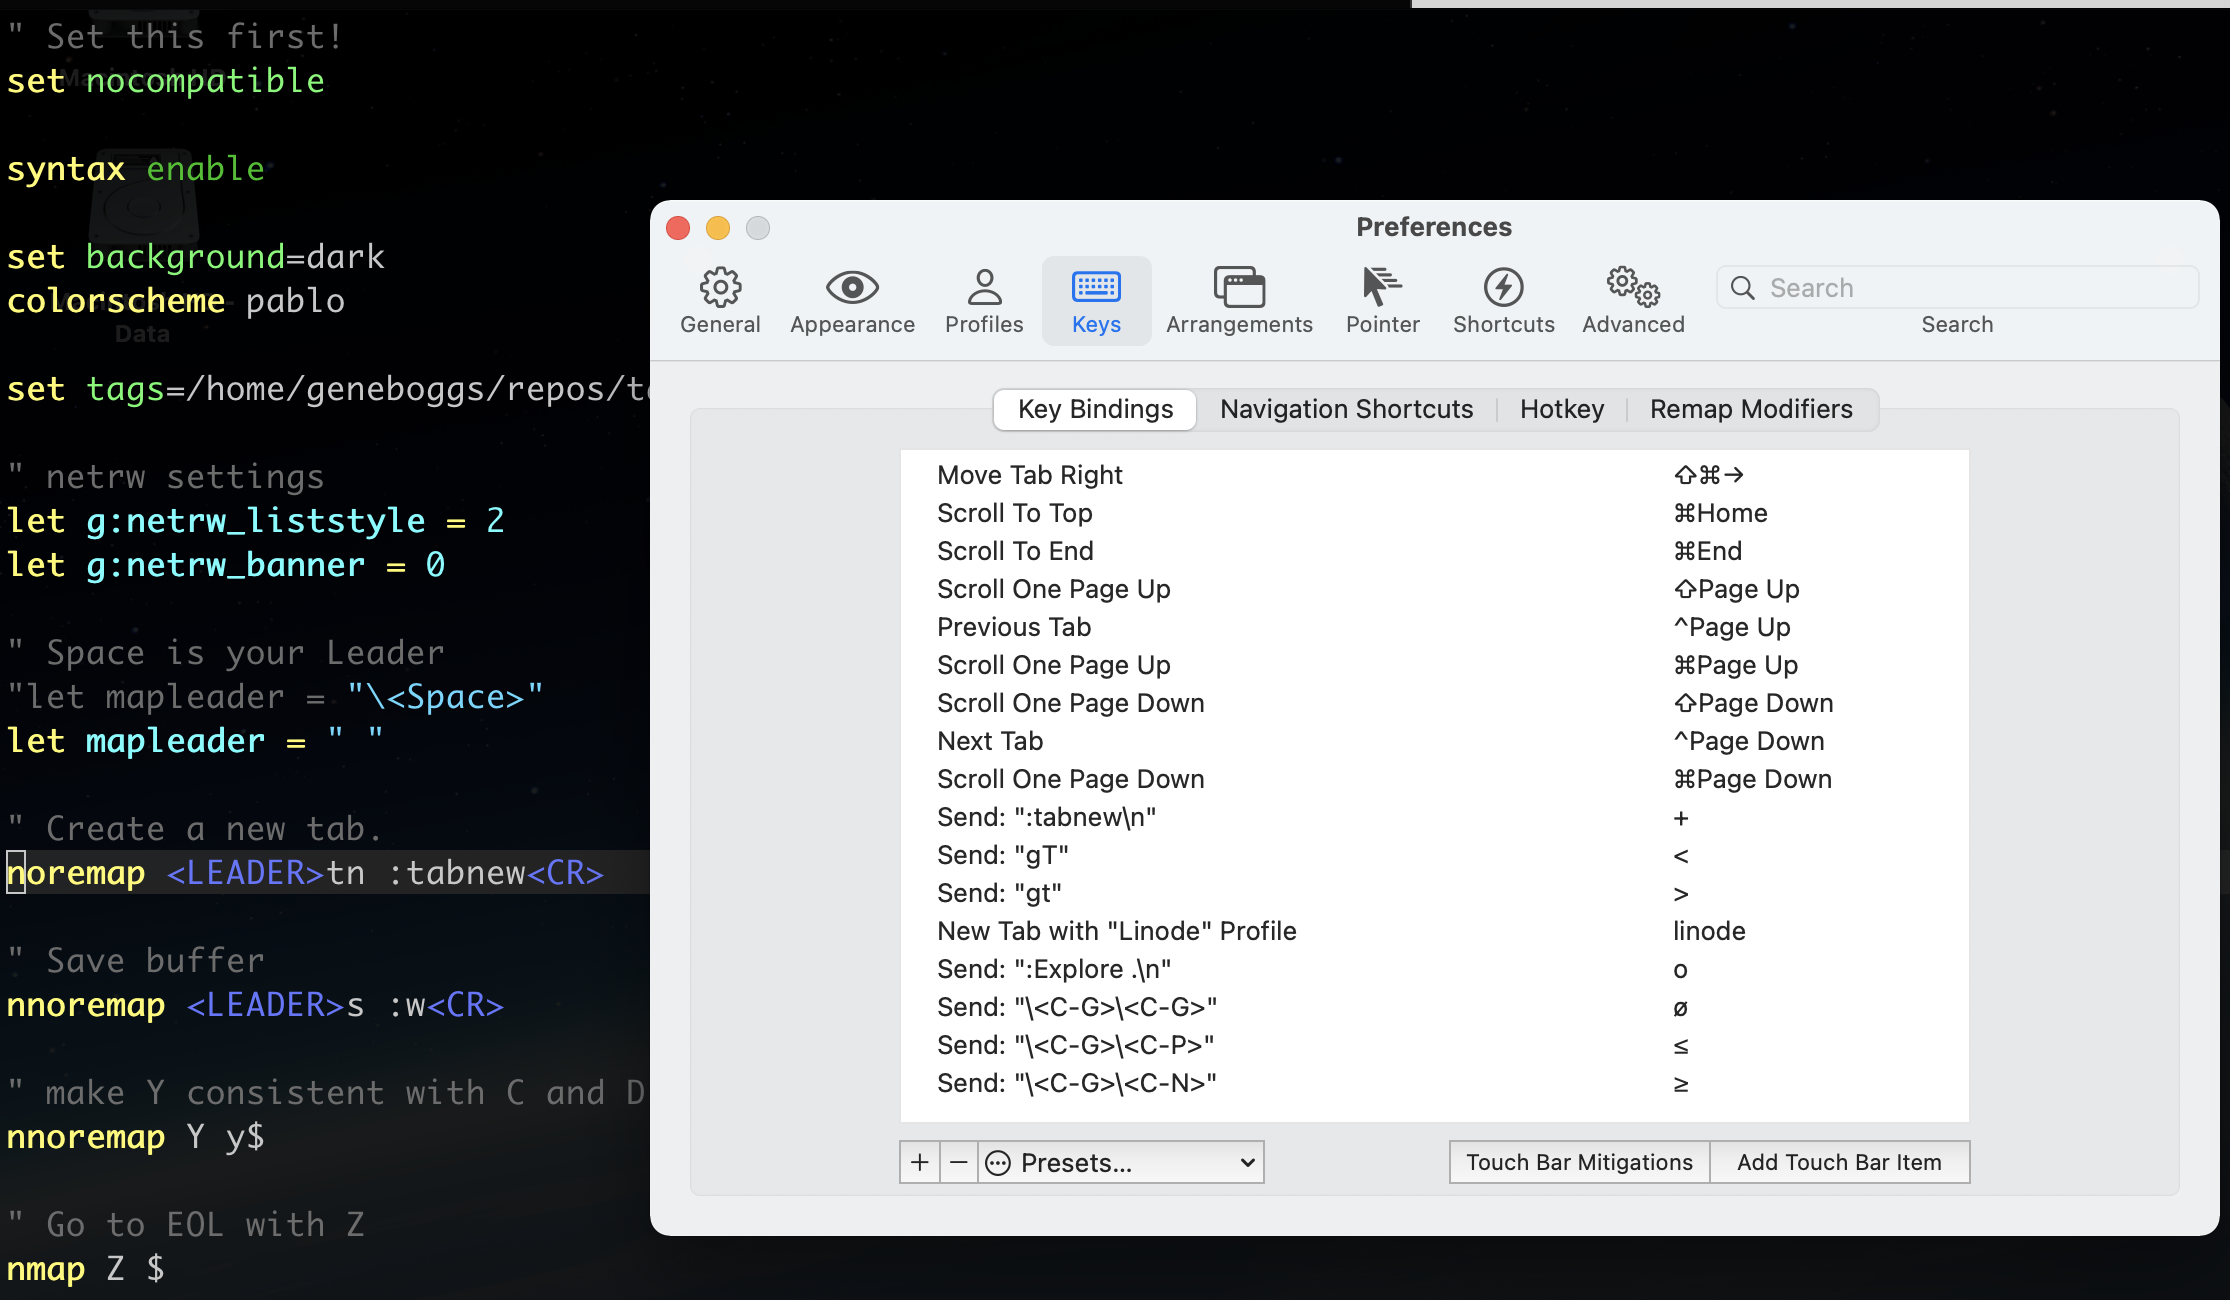 " Set this first!
set nocompatible
syntax enable
set background=dark
colorscheme pablo
Data
set tags=/home/geneboggs/repos/t
" netrw settings
let g:netrw_liststyle = 2
let g:netrw_banner = 0
" Space is your Leader
"let mapleader = "\<Space>"
let mapleader = " "
" Create a new tab.
noremap <LEADER>tn :tabnew<CR>
" Save buffer
nnoremap <LEADER>s :w<CR>
" make Y consistent with C and D
nnoremap Y y$
" Go to EOL with Z
nmap Z $
Preferences
General Appearance Profiles Keys Arrangements Pointer Shortcuts Advanced
Search
Search
Key Bindings Navigation Shortcuts Hotkey Remap Modifiers
Move Tab Right ⇧⌘→
Scroll To Top ⌘Home
Scroll To End ⌘End
Scroll One Page Up ⇧Page Up
Previous Tab ^Page Up
Scroll One Page Up ⌘Page Up
Scroll One Page Down ⇧Page Down
Next Tab ^Page Down
Scroll One Page Down ⌘Page Down
Send: ":tabnew\n" +
Send: "gT" <
Send: "gt" >
New Tab with "Linode" Profile linode
Send: ":Explore .\n" o
Send: "\<C-G>\<C-G>" ø
Send: "\<C-G>\<C-P>" ≤
Send: "\<C-G>\<C-N>" ≥
+ − Presets... Touch Bar Mitigations Add Touch Bar Item